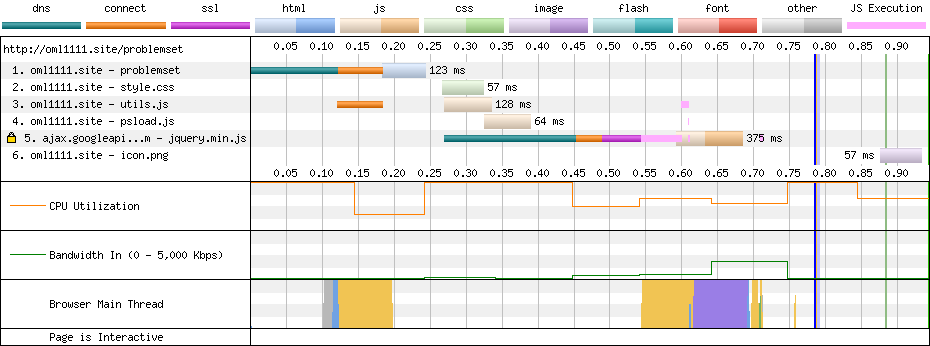 dns connect ssl html js css image flash font other JS Execution
http://oml1111.site/problemset 0.05 0.10 0.15 0.20 0.25 0.30 0.35 0.40 0.45 0.50 0.55 0.60 0.65 0.70 0.75 0.80 0.85 0.90
1. oml1111.site - problemset 123 ms
2. oml1111.site - style.css 57 ms
3. oml1111.site - utils.js 128 ms
4. oml1111.site - psload.js 64 ms
5. ajax.googleapi...m - jquery.min.js 375 ms
6. oml1111.site - icon.png 57 ms
0.05 0.10 0.15 0.20 0.25 0.30 0.35 0.40 0.45 0.50 0.55 0.60 0.65 0.70 0.75 0.80 0.85 0.90
CPU Utilization
Bandwidth In (0 - 5,000 Kbps)
Browser Main Thread
Page is Interactive